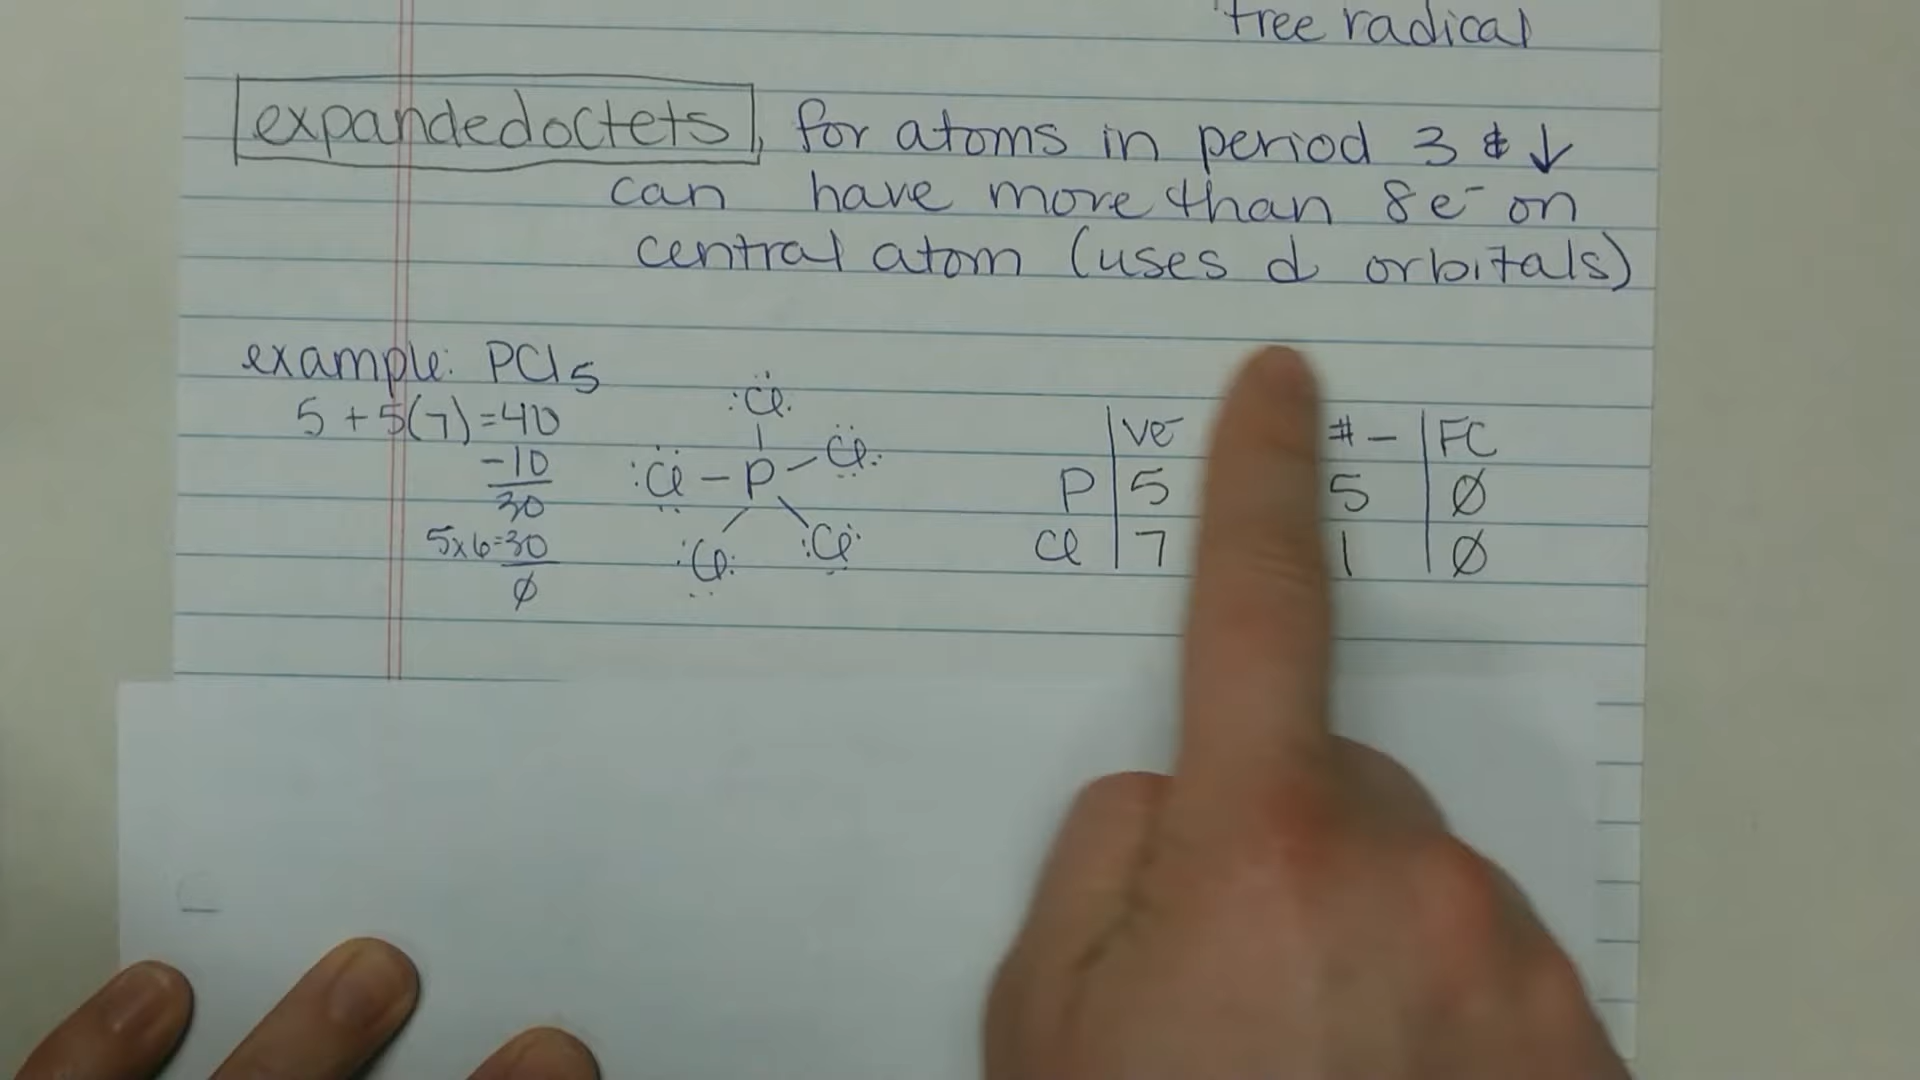 free radical
expandedoctets, for atoms in period 3 & ↓
can have more than 8e⁻ on
central atom (uses d orbitals)
example: PCl₅
5 + 5(7) = 40
-10
30
5x6=30
∅
:Cl:
:Cl - P - Cl:
:Cl: :Cl:
ve⁻ # — FC
P 5 5 ∅
Cl 7 1 ∅